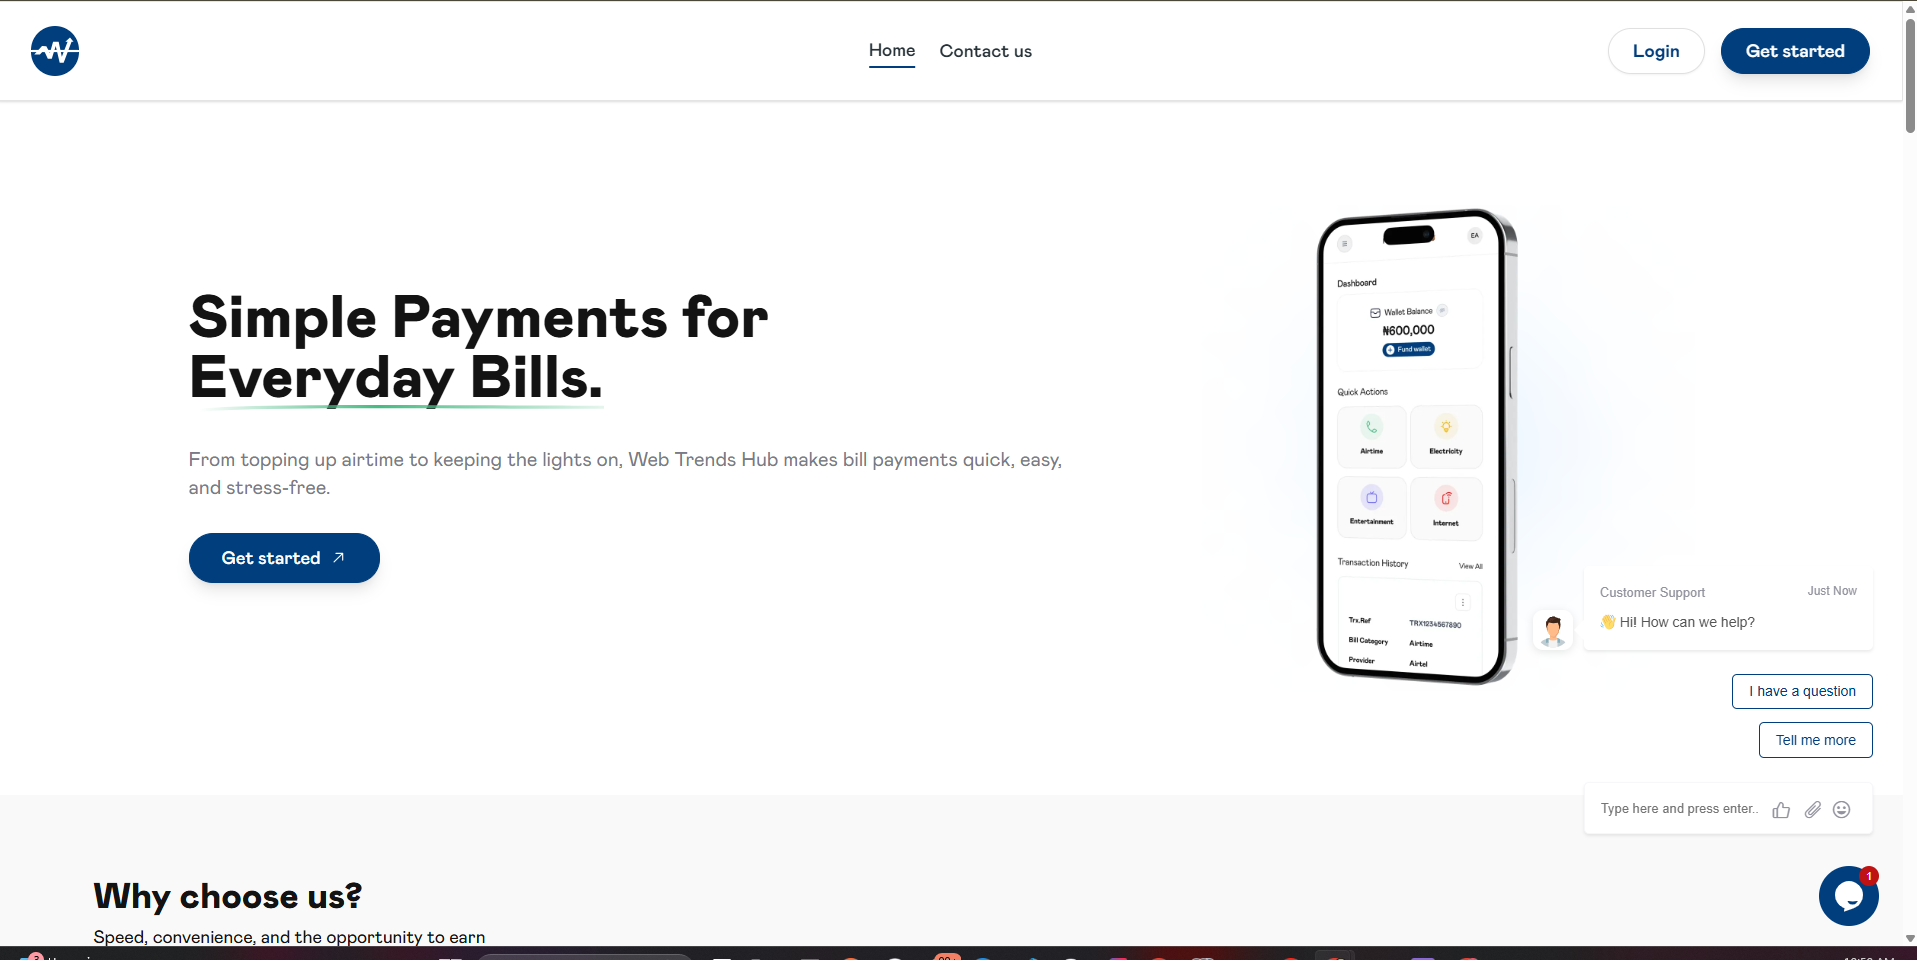 Home
Contact us
Login
Get started
Simple Payments for
Everyday Bills.
From topping up airtime to keeping the lights on, Web Trends Hub makes bill payments quick, easy,
and stress-free.
Get started
EA
Dashboard
Wallet Balance
₦600,000
Fund wallet
Quick Actions
Airtime
Electricity
Entertainment
Internet
Transaction History
View All
Trx.Ref
TRX1234567890
Bill Category
Airtime
Provider
Airtel
Customer Support
Just Now
👋 Hi! How can we help?
I have a question
Tell me more
Type here and press enter..
1
Why choose us?
Speed, convenience, and the opportunity to earn